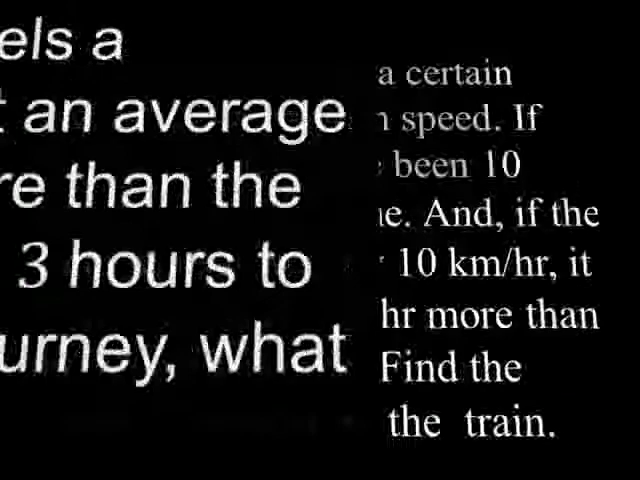 els a
t an average
re than the
3 hours to
urney, what
a certain
n speed. If
been 10
e. And, if the
10 km/hr, it
hr more than
Find the
the train.